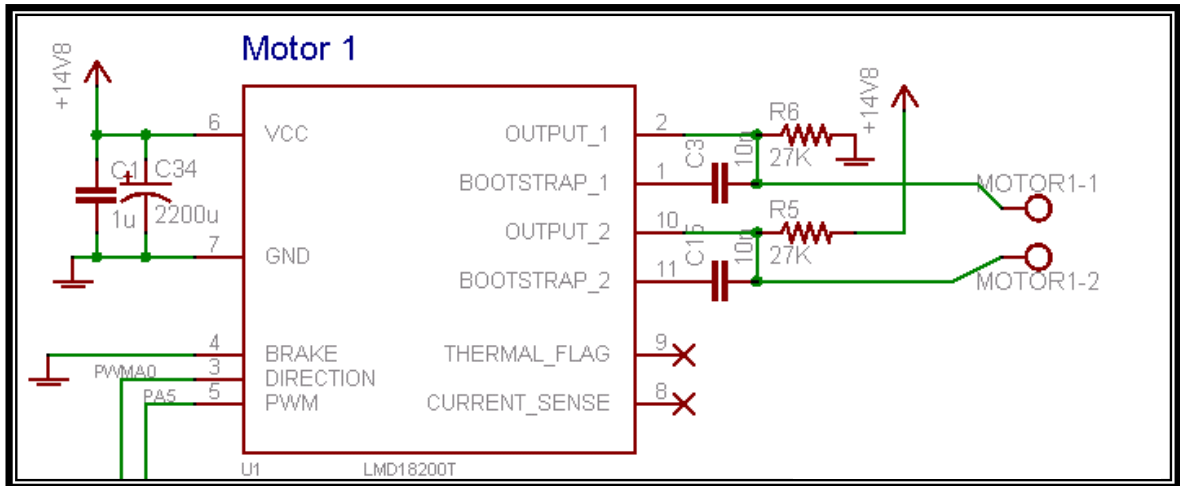 Motor 1
+14V8
C1
1u
+
C34
2200u
6
VCC
7
GND
4
BRAKE
PWMA0
3
DIRECTION
PA5
5
PWM
OUTPUT_1
2
BOOTSTRAP_1
1
OUTPUT_2
10
BOOTSTRAP_2
11
THERMAL_FLAG
9
CURRENT_SENSE
8
C3
10n
R6
27K
+14V8
C15
10n
R5
27K
MOTOR1-1
MOTOR1-2
U1
LMD18200T